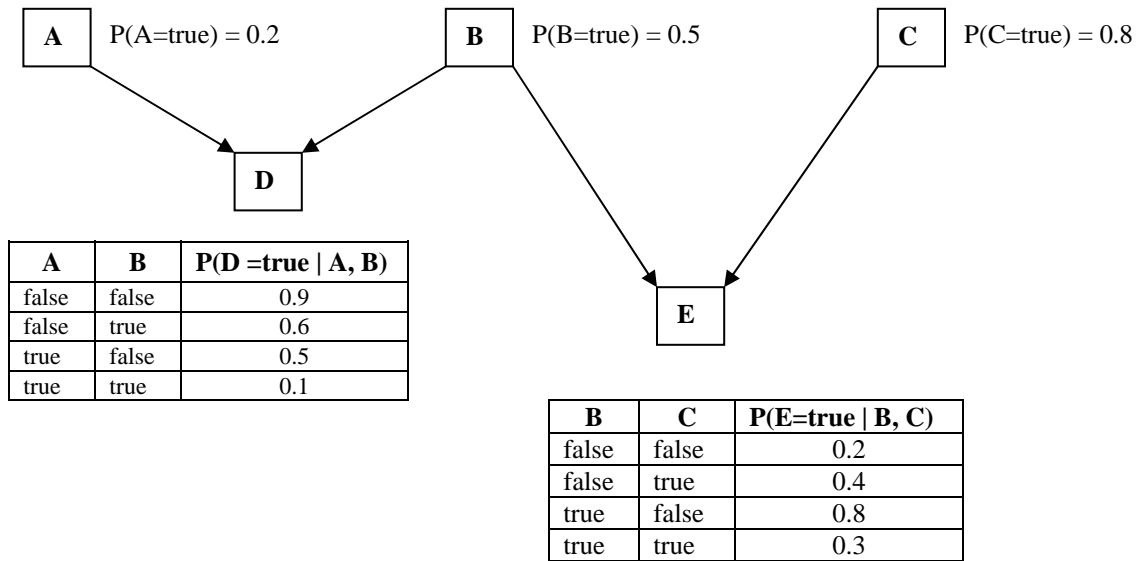 A P(A=true) = 0.2 B P(B=true) = 0.5 C P(C=true) = 0.8
D
A B P(D =true | A, B)
false false 0.9
false true 0.6
true false 0.5
true true 0.1
E
B C P(E=true | B, C)
false false 0.2
false true 0.4
true false 0.8
true true 0.3